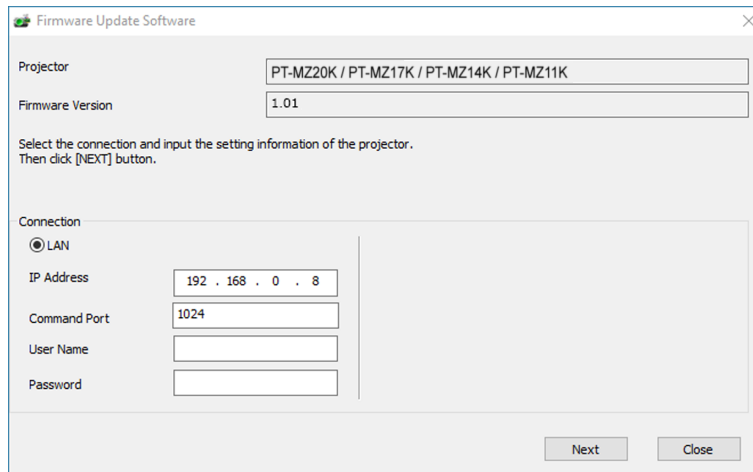 Firmware Update Software
Projector
PT-MZ20K / PT-MZ17K / PT-MZ14K / PT-MZ11K
Firmware Version
1.01
Select the connection and input the setting information of the projector.
Then click [NEXT] button.
Connection
LAN
IP Address
192 . 168 . 0 . 8
Command Port
1024
User Name
Password
Next
Close